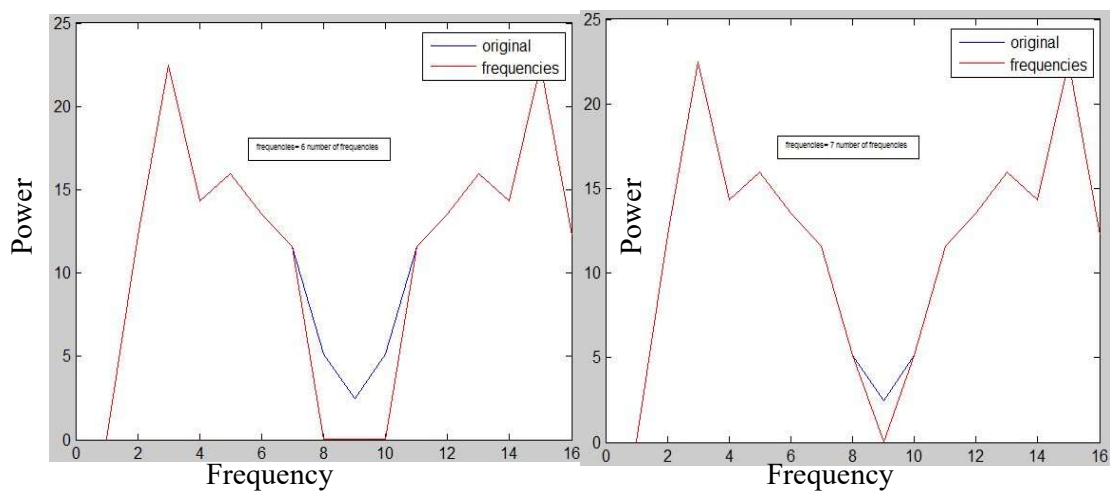 25
20
15
10
5
0
Power
original
frequencies
frequencies= 6 number of frequencies
0 2 4 6 8 10 12 14 16
Frequency
25
20
15
10
5
0
Power
original
frequencies
frequencies= 7 number of frequencies
0 2 4 6 8 10 12 14 16
Frequency